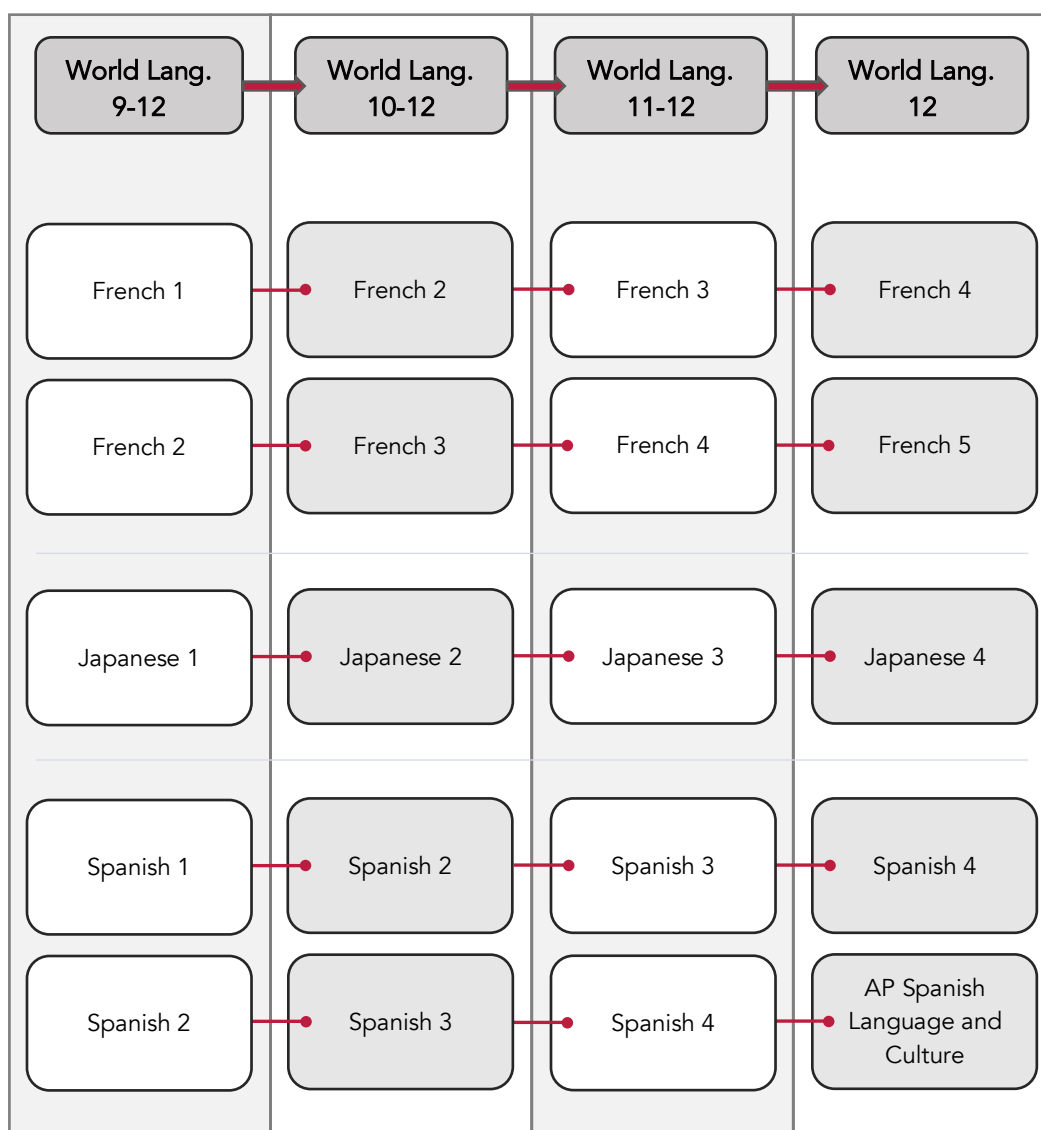 World Lang.
9-12
World Lang.
10-12
World Lang.
11-12
World Lang.
12
French 1
French 2
French 3
French 4
French 2
French 3
French 4
French 5
Japanese 1
Japanese 2
Japanese 3
Japanese 4
Spanish 1
Spanish 2
Spanish 3
Spanish 4
Spanish 2
Spanish 3
Spanish 4
AP Spanish
Language and
Culture